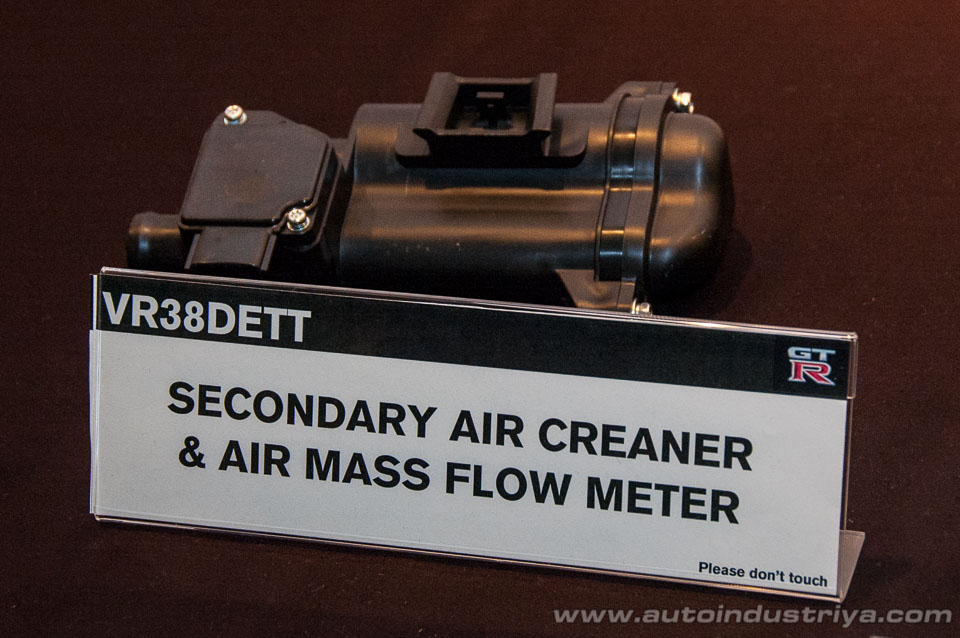 VR38DETT
GT
R
SECONDARY AIR CREANER
& AIR MASS FLOW METER
Please don't touch
www.autoindustriya.com